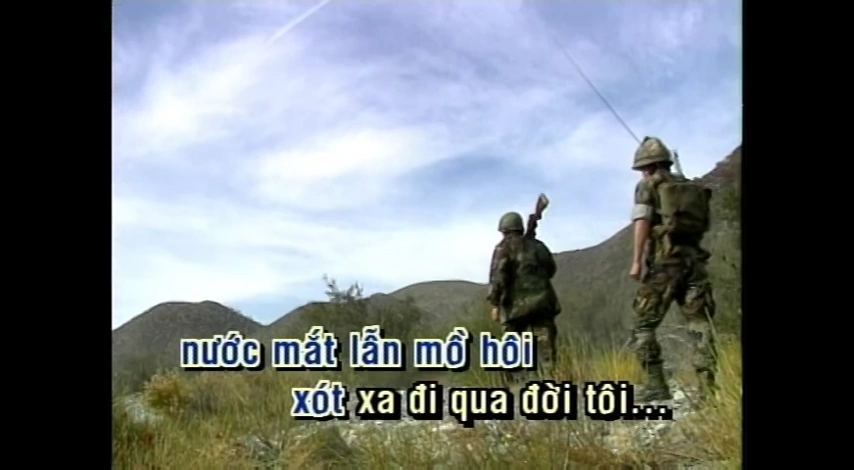 nước mắt lẫn mồ hôi
xót xa đi qua đời tôi...